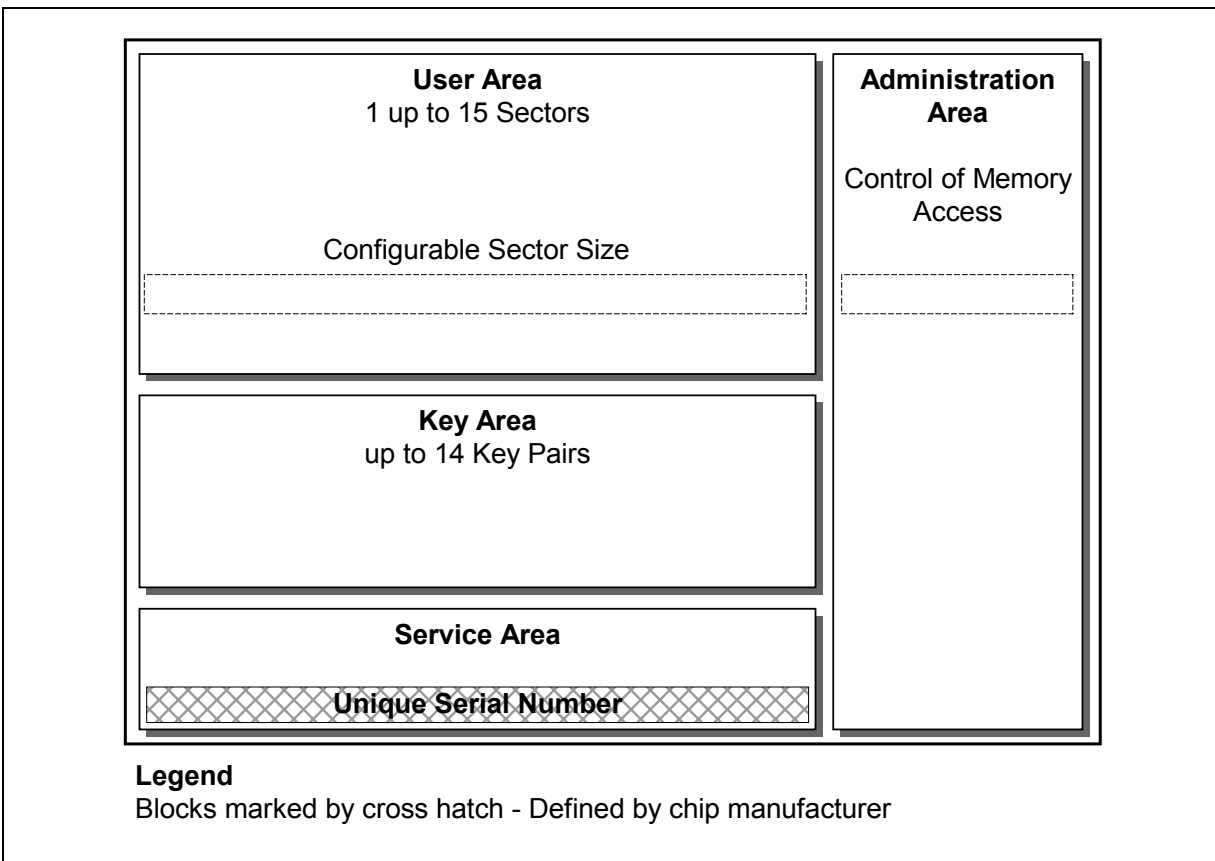 User Area
1 up to 15 Sectors
Configurable Sector Size
Administration
Area
Control of Memory
Access
Key Area
up to 14 Key Pairs
Service Area
Unique Serial Number
Legend
Blocks marked by cross hatch - Defined by chip manufacturer